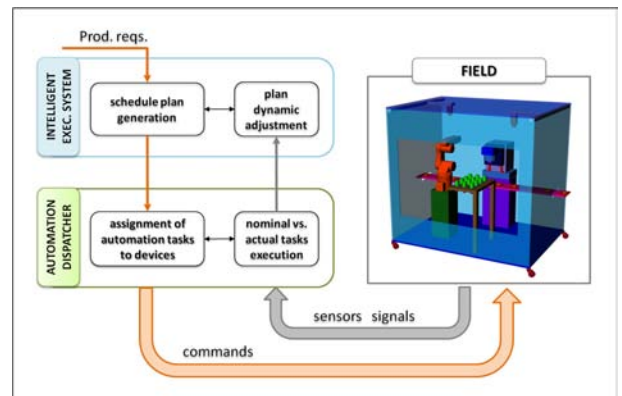 Prod. reqs.
INTELLIGENT
EXEC. SYSTEM
schedule plan
generation
plan
dynamic
adjustment
AUTOMATION
DISPATCHER
assignment of
automation tasks
to devices
nominal vs.
actual tasks
execution
FIELD
sensors signals
commands